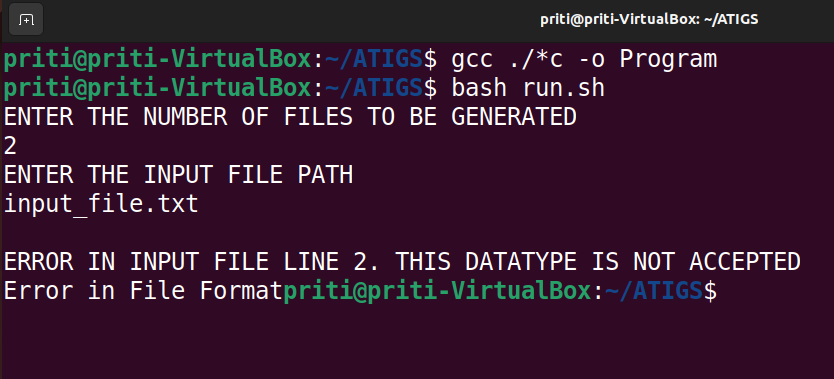 priti@priti-VirtualBox: ~/ATIGS
priti@priti-VirtualBox:~/ATIGS$ gcc ./*c -o Program
priti@priti-VirtualBox:~/ATIGS$ bash run.sh
ENTER THE NUMBER OF FILES TO BE GENERATED
2
ENTER THE INPUT FILE PATH
input_file.txt
ERROR IN INPUT FILE LINE 2. THIS DATATYPE IS NOT ACCEPTED
Error in File Formatpriti@priti-VirtualBox:~/ATIGS$